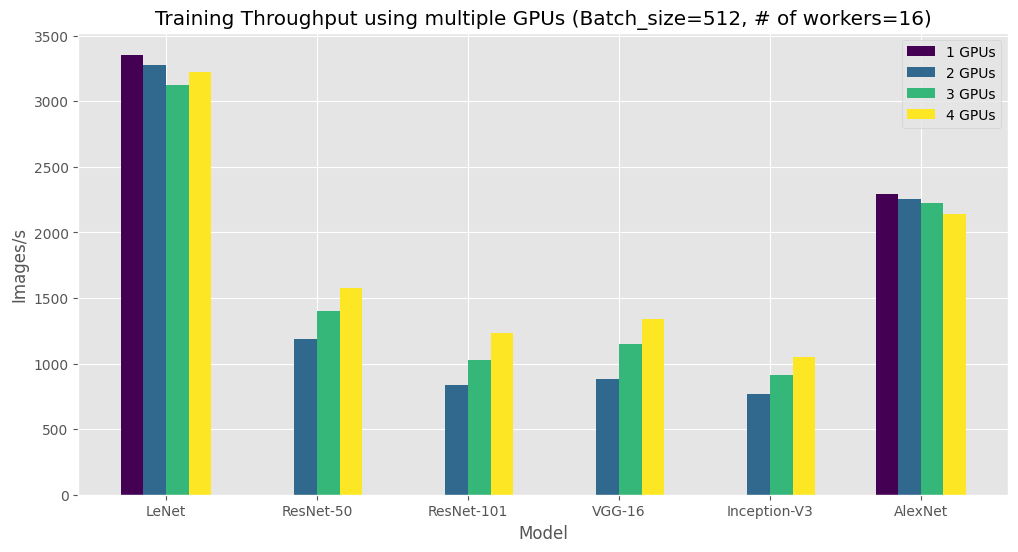 Training Throughput using multiple GPUs (Batch_size=512, # of workers=16)
1 GPUs
2 GPUs
3 GPUs
4 GPUs
Images/s
3500
3000
2500
2000
1500
1000
500
0
LeNet
ResNet-50
ResNet-101
VGG-16
Inception-V3
AlexNet
Model